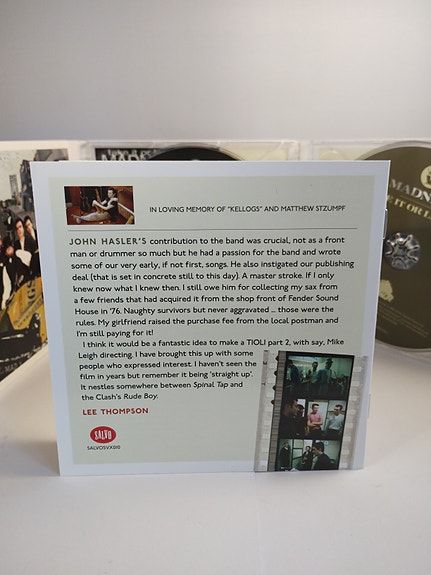 MADN
E IT OR L
IN LOVING MEMORY OF "KELLOGS" AND MATTHEW STZUMPF
JOHN HASLER'S contribution to the band was crucial, not as a front
man or drummer so much but he had a passion for the band and wrote
some of our very early, if not first, songs. He also instigated our publishing
deal (that is set in concrete still to this day). A master stroke. If I only
knew now what I knew then. I still owe him for collecting my sax from
a few friends that had acquired it from the shop front of Fender Sound
House in '76. Naughty survivors but never aggravated ... those were the
rules. My girlfriend raised the purchase fee from the local postman and
I'm still paying for it!
I think it would be a fantastic idea to make a TIOLI part 2, with say, Mike
Leigh directing. I have brought this up with some
people who expressed interest. I haven't seen the
film in years but remember it being 'straight up'.
It nestles somewhere between Spinal Tap and
the Clash's Rude Boy.
LEE THOMPSON
SALVO
SALVOSVX010